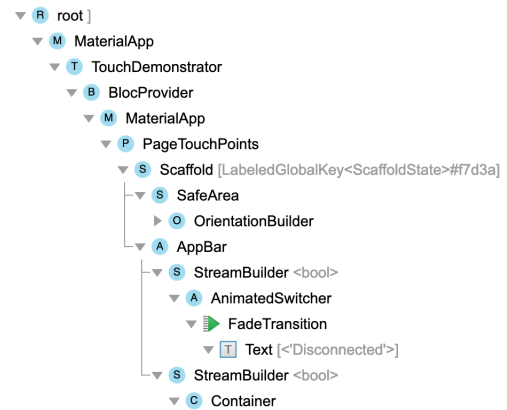 R root ]
M MaterialApp
T TouchDemonstrator
B BlocProvider
M MaterialApp
P PageTouchPoints
S Scaffold [LabeledGlobalKey<ScaffoldState>#f7d3a]
S SafeArea
O OrientationBuilder
A AppBar
S StreamBuilder <bool>
A AnimatedSwitcher
FadeTransition
T Text [<'Disconnected'>]
S StreamBuilder <bool>
C Container